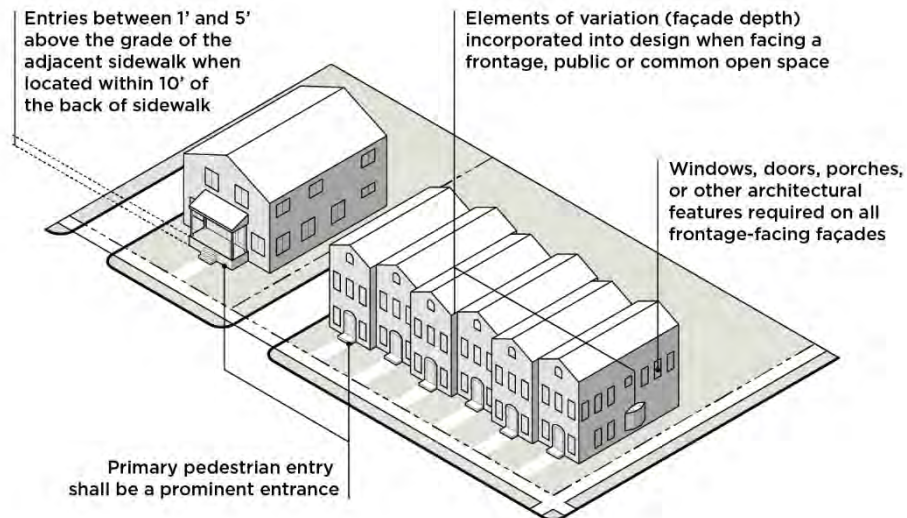 Entries between 1’ and 5’
above the grade of the
adjacent sidewalk when
located within 10’ of
the back of sidewalk
Elements of variation (façade depth)
incorporated into design when facing a
frontage, public or common open space
Windows, doors, porches,
or other architectural
features required on all
frontage-facing façades
Primary pedestrian entry
shall be a prominent entrance